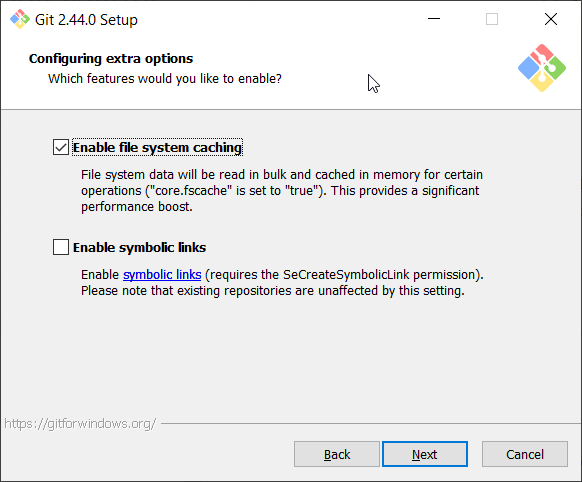 Git 2.44.0 Setup
Configuring extra options
Which features would you like to enable?
Enable file system caching
File system data will be read in bulk and cached in memory for certain
operations ("core.fscache" is set to "true"). This provides a significant
performance boost.
Enable symbolic links
Enable symbolic links (requires the SeCreateSymbolicLink permission).
Please note that existing repositories are unaffected by this setting.
https://gitforwindows.org/
Back Next Cancel